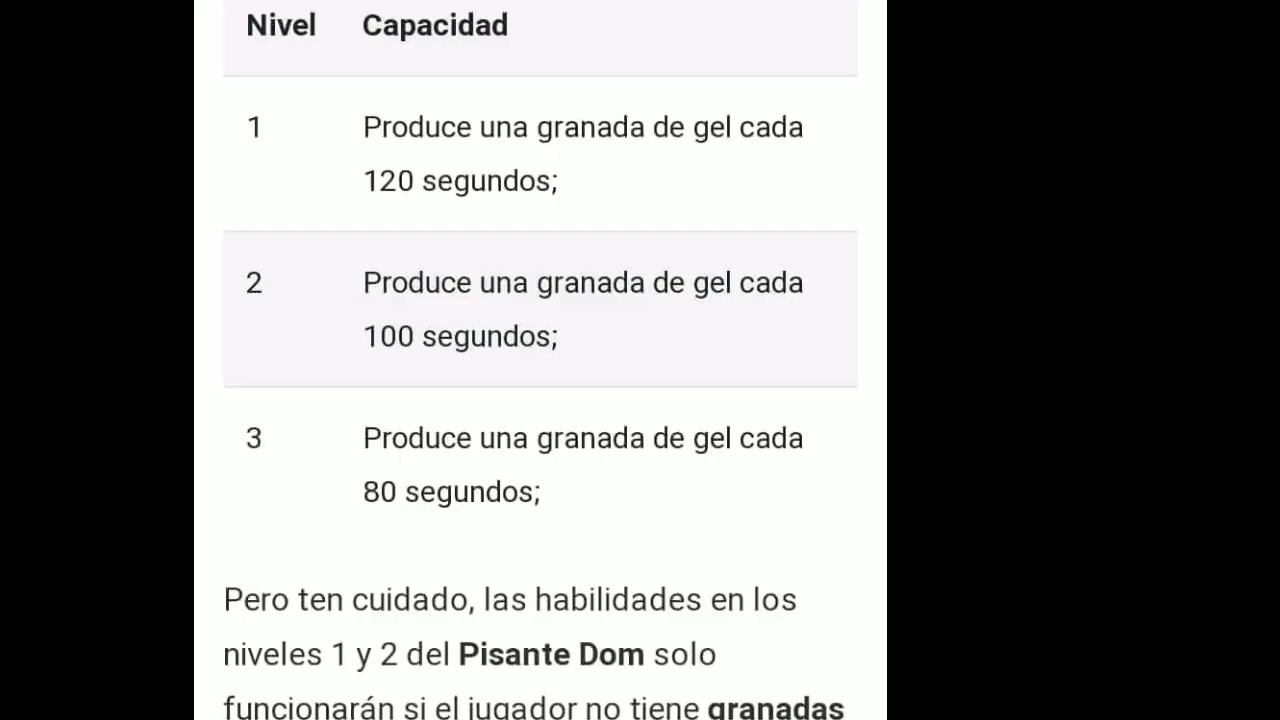 Nivel Capacidad
1 Produce una granada de gel cada
120 segundos;
2 Produce una granada de gel cada
100 segundos;
3 Produce una granada de gel cada
80 segundos;
Pero ten cuidado, las habilidades en los
niveles 1 y 2 del Pisante Dom solo
funcionarán si el jugador no tiene granadas